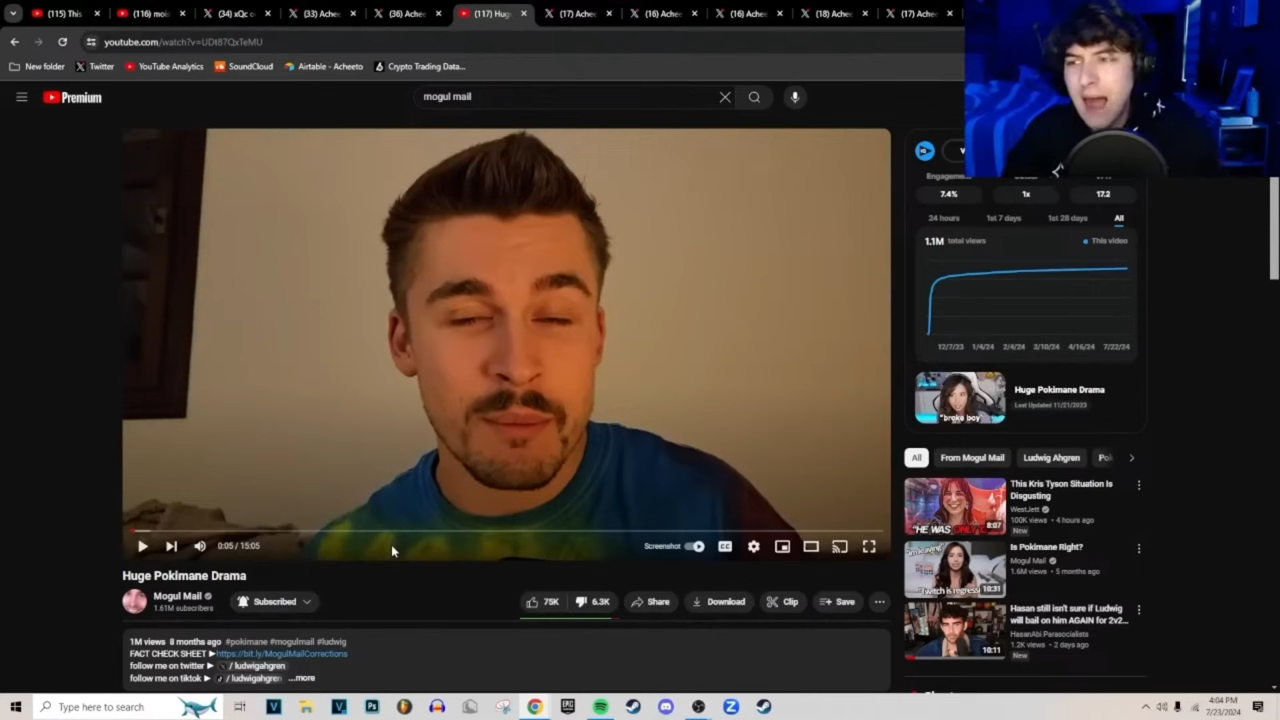 (115) This
(116) moi
(34) xQc
(33) Achee
(36) Achee
(117) Hug
(17) Achee
(16) Achee
(16) Achee
(18) Achee
(17) Achee
youtube.com/watch?v=UDt87QxTeMU
New folder
Twitter
YouTube Analytics
SoundCloud
Airtable - Acheeto
Crypto Trading Data...
Premium
mogul mail
7.4%
1x
17.2
24 hours
1st 7 days
1st 28 days
All
1.1M total views
This video
12/7/23
1/4/24
2/4/24
3/10/24
4/16/24
7/22/24
"broke boy"
Huge Pokimane Drama
Last Updated 11/21/2023
All
From Mogul Mail
Ludwig Ahgren
This Kris Tyson Situation Is
Disgusting
WestJett
100K views • 4 hours ago
New
"HE WAS ONLY
8:07
Is Pokimane Right?
Mogul Mail
1.6M views • 5 months ago
10:31
Hasan still isn't sure if Ludwig
will bail on him AGAIN for 2v2...
HasanAbi Parasocialists
1.2K views • 2 days ago
New
10:11
0:05 / 15:05
Screenshot
CC
Huge Pokimane Drama
Mogul Mail
1.61M subscribers
Subscribed
75K
6.3K
Share
Download
Clip
Save
1M views 8 months ago #pokimane #mogulmail #ludwig
FACT CHECK SHEET ▶https://bit.ly/MogulMailCorrections
follow me on twitter ▶ / ludwigahgren
follow me on tiktok ▶ / ludwigahgren ...more
Type here to search
4:04 PM
7/23/2024